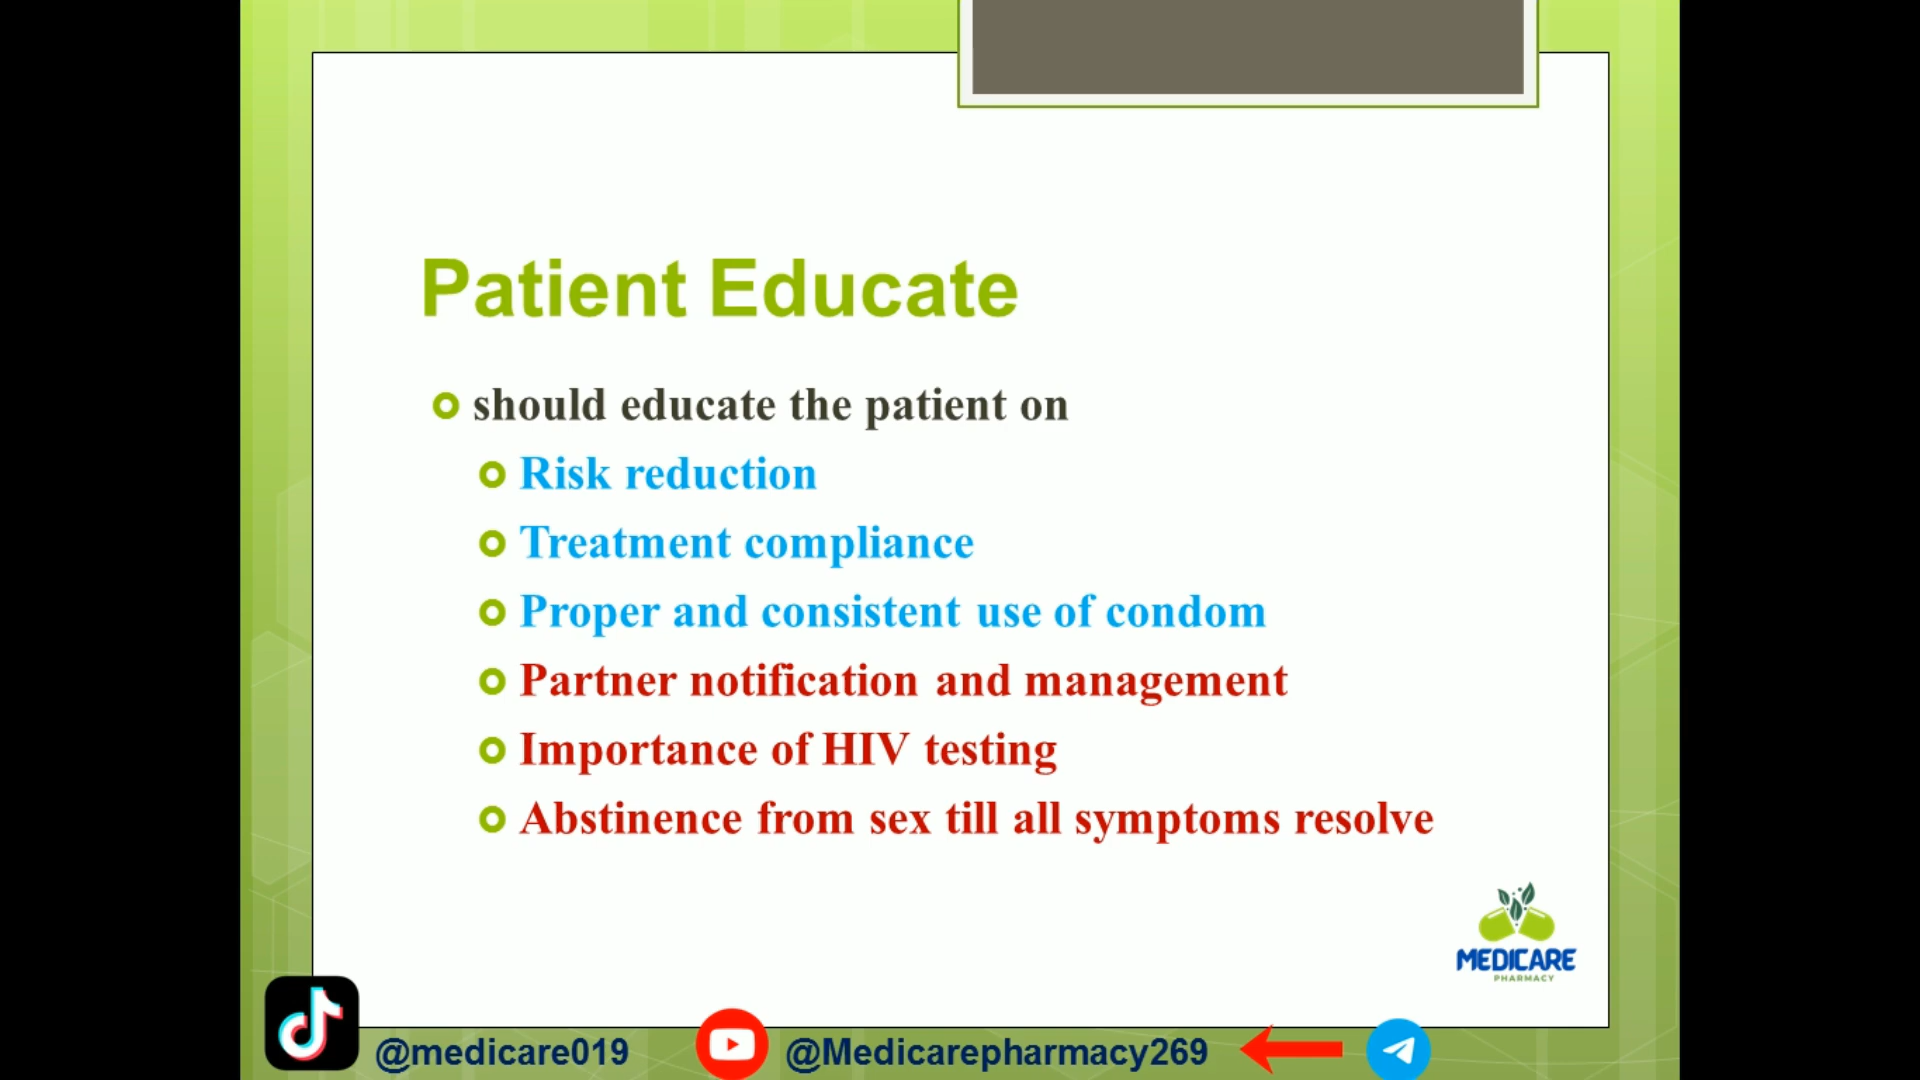 Patient Educate
should educate the patient on
Risk reduction
Treatment compliance
Proper and consistent use of condom
Partner notification and management
Importance of HIV testing
Abstinence from sex till all symptoms resolve
MEDICARE
PHARMACY
@medicare019
@Medicarepharmacy269